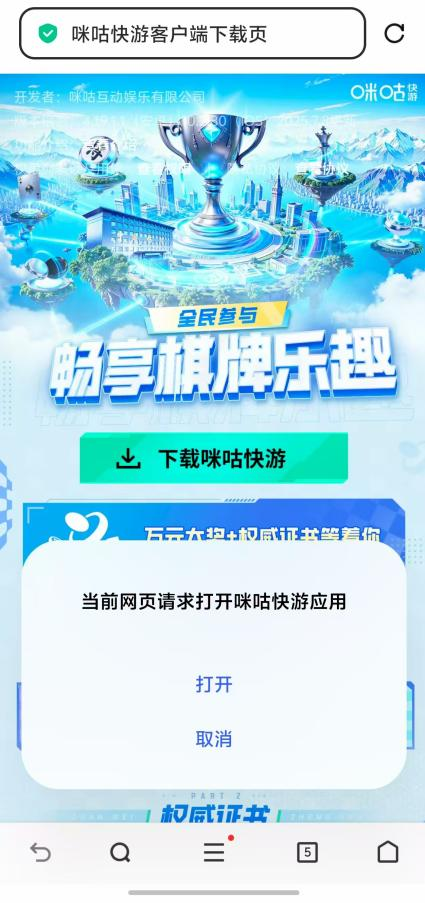 咪咕快游客户端下载页
开发者：咪咕互动娱乐有限公司
咪咕快游
全民参与
畅享棋牌乐趣
下载咪咕快游
万元大奖+权威证书等着你
当前网页请求打开咪咕快游应用
打开
取消
PART 2
权威证书
5